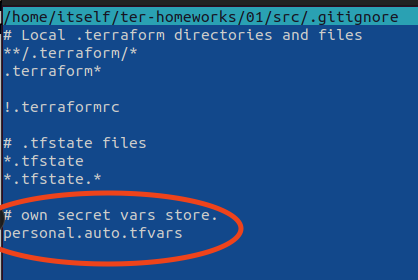 /home/itself/ter-homeworks/01/src/.gitignore
# Local .terraform directories and files
**/.terraform/*
.terraform*
!.terraformrc
# .tfstate files
*.tfstate
*.tfstate.*
# own secret vars store.
personal.auto.tfvars